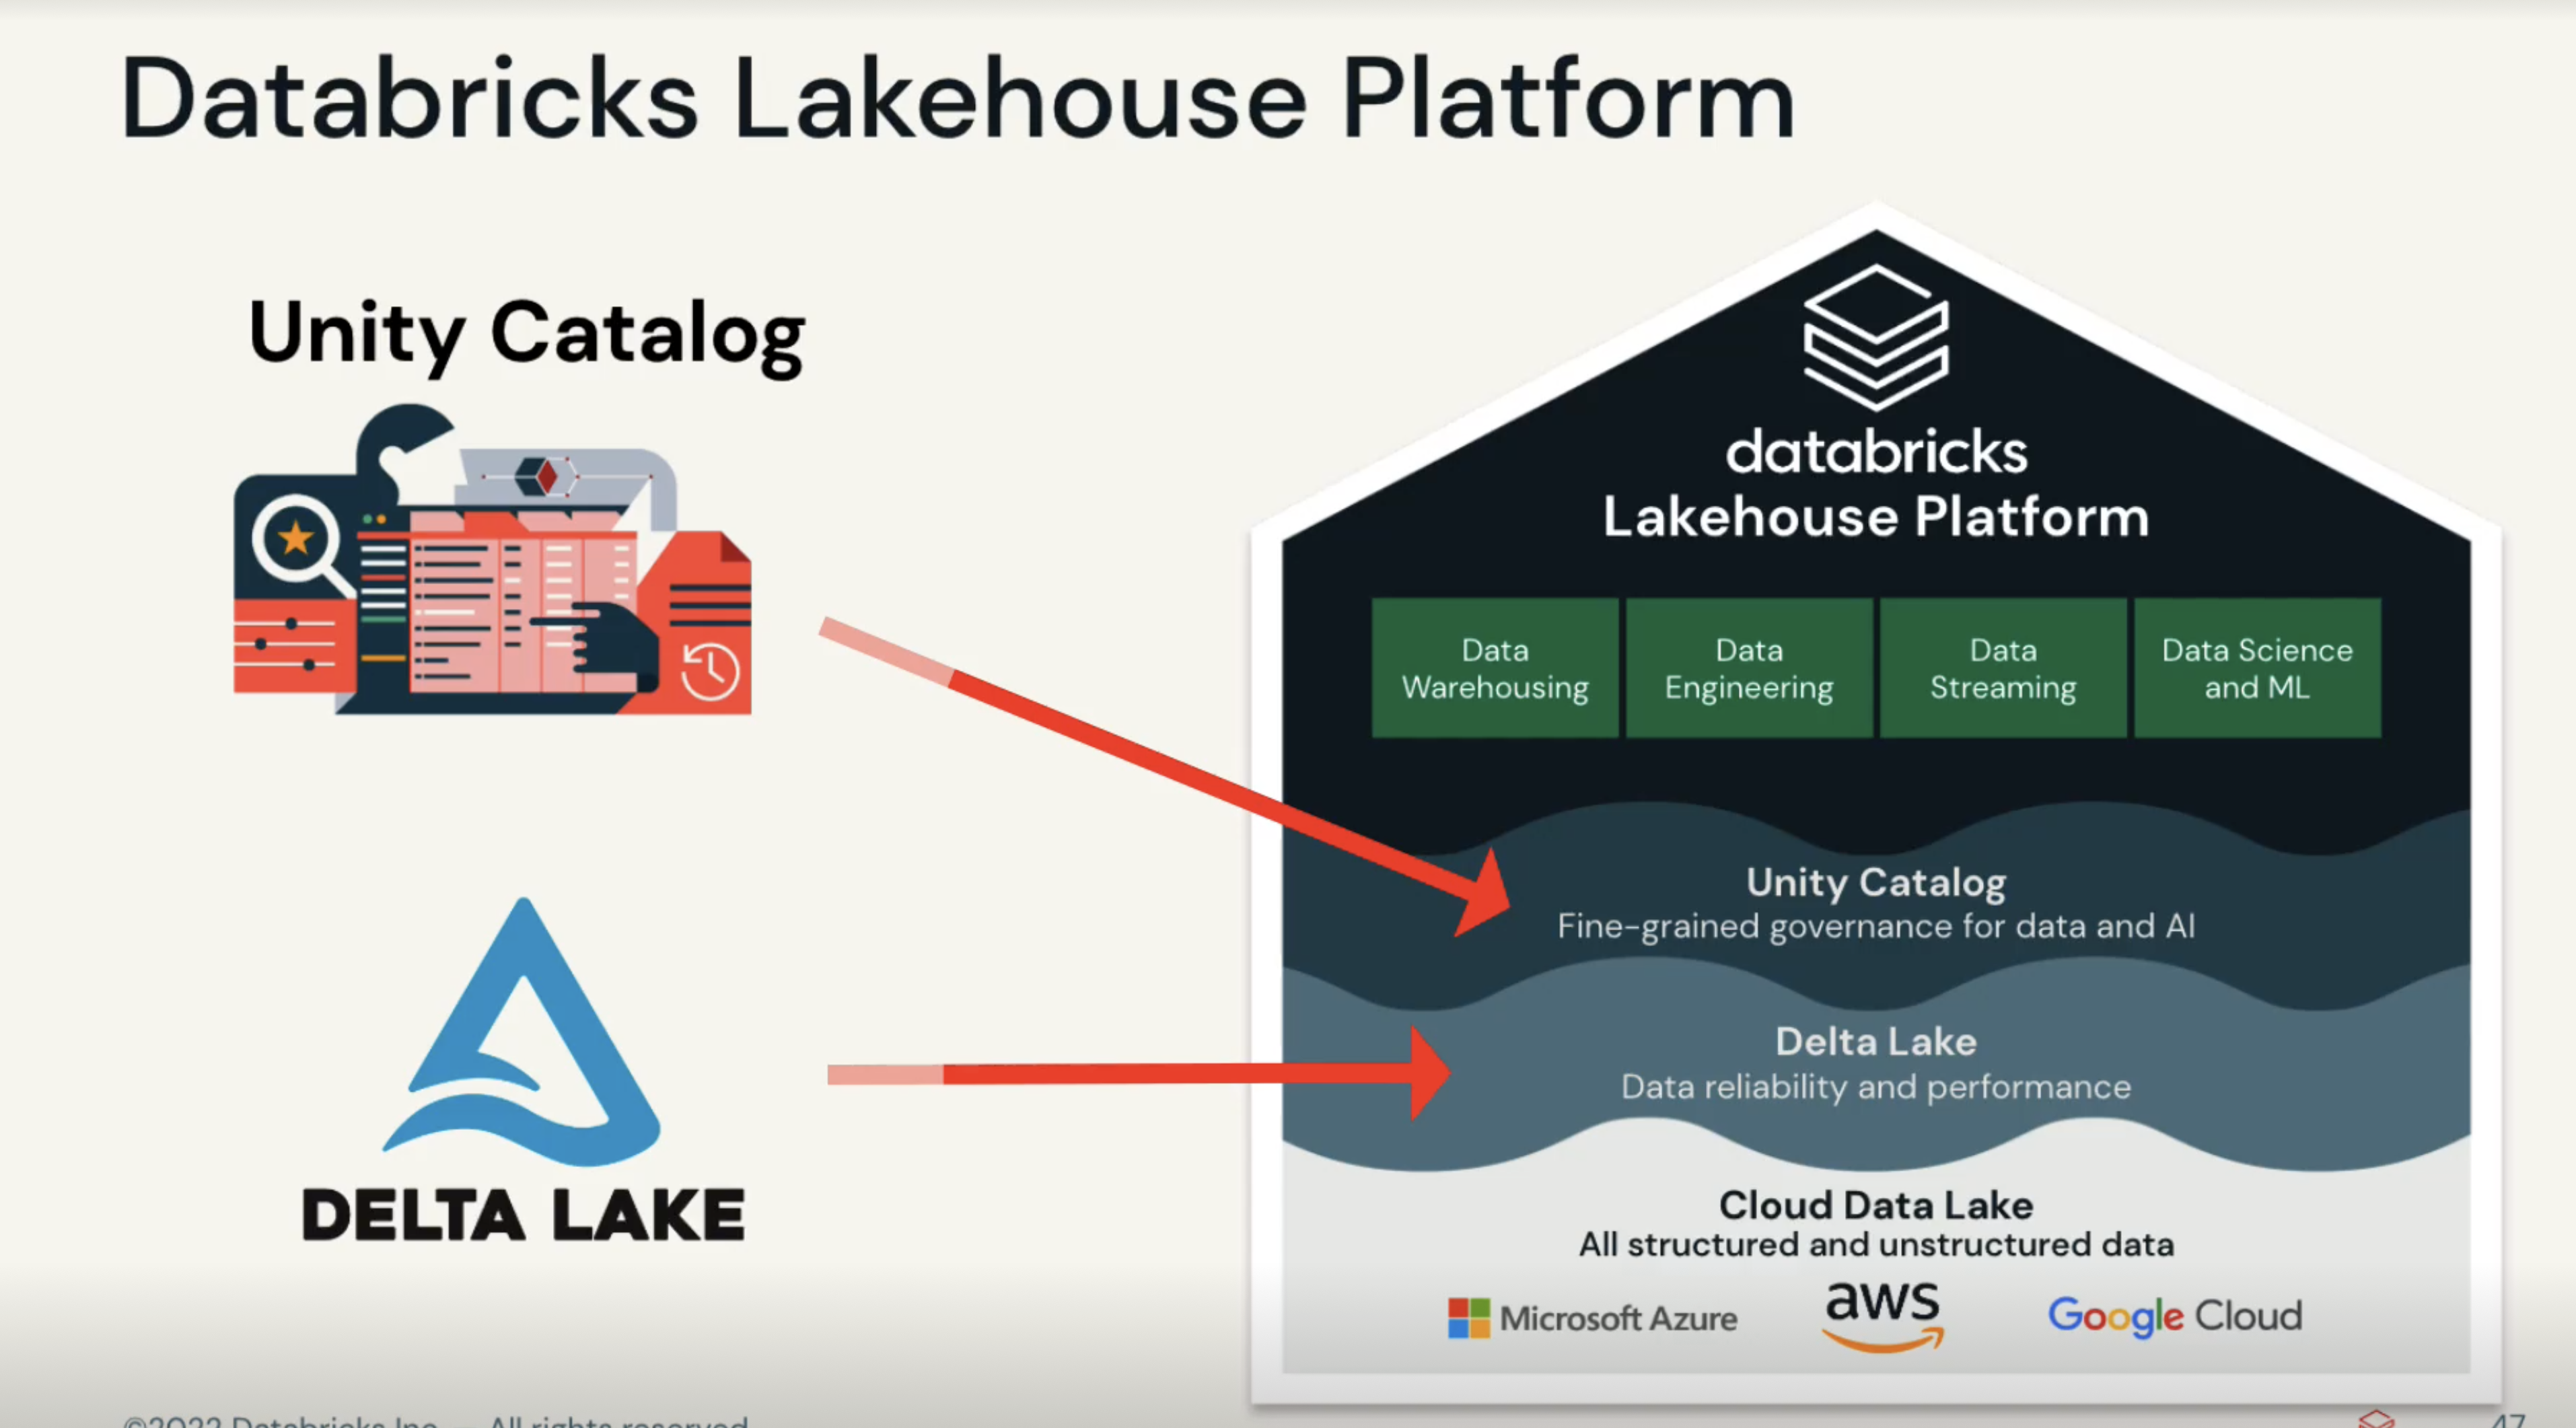 Databricks Lakehouse Platform
Unity Catalog
DELTA LAKE
databricks
Lakehouse Platform
Data
Warehousing
Data
Engineering
Data
Streaming
Data Science
and ML
Unity Catalog
Fine-grained governance for data and AI
Delta Lake
Data reliability and performance
Cloud Data Lake
All structured and unstructured data
Microsoft Azure
aws
Google Cloud
©2022 Databricks Inc. — All rights reserved
47